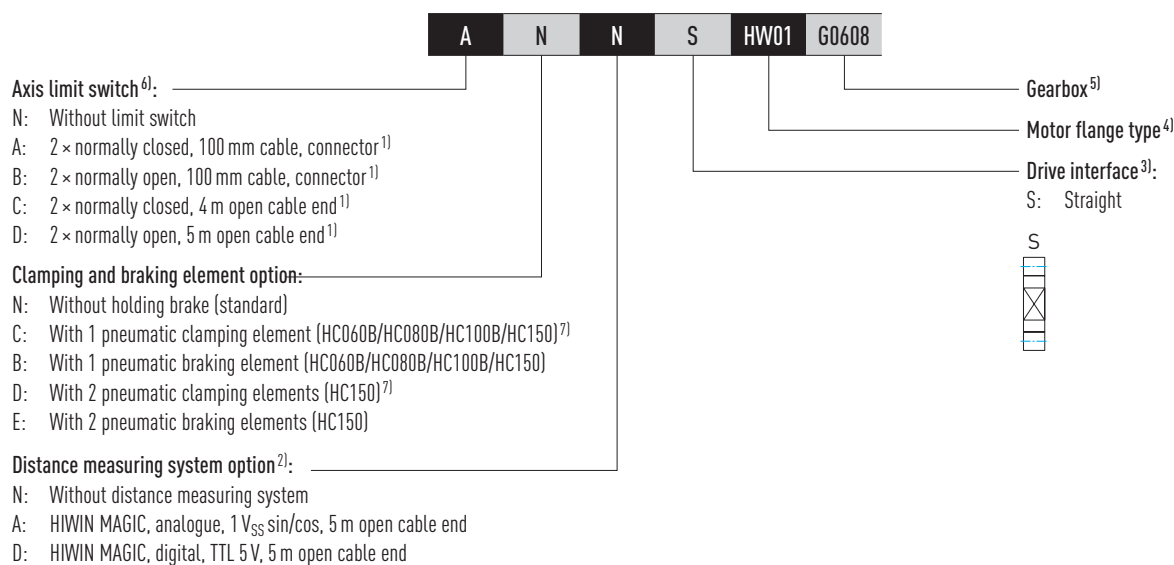 A N N S HW01 G0608
Axis limit switch 6):
N: Without limit switch
A: 2 × normally closed, 100 mm cable, connector 1)
B: 2 × normally open, 100 mm cable, connector 1)
C: 2 × normally closed, 4 m open cable end 1)
D: 2 × normally open, 5 m open cable end 1)
Clamping and braking element option:
N: Without holding brake (standard)
C: With 1 pneumatic clamping element (HC060B/HC080B/HC100B/HC150) 7)
B: With 1 pneumatic braking element (HC060B/HC080B/HC100B/HC150)
D: With 2 pneumatic clamping elements (HC150) 7)
E: With 2 pneumatic braking elements (HC150)
Distance measuring system option 2):
N: Without distance measuring system
A: HIWIN MAGIC, analogue, 1 VSS sin/cos, 5 m open cable end
D: HIWIN MAGIC, digital, TTL 5 V, 5 m open cable end
Gearbox 5)
Motor flange type 4)
Drive interface 3):
S: Straight
S